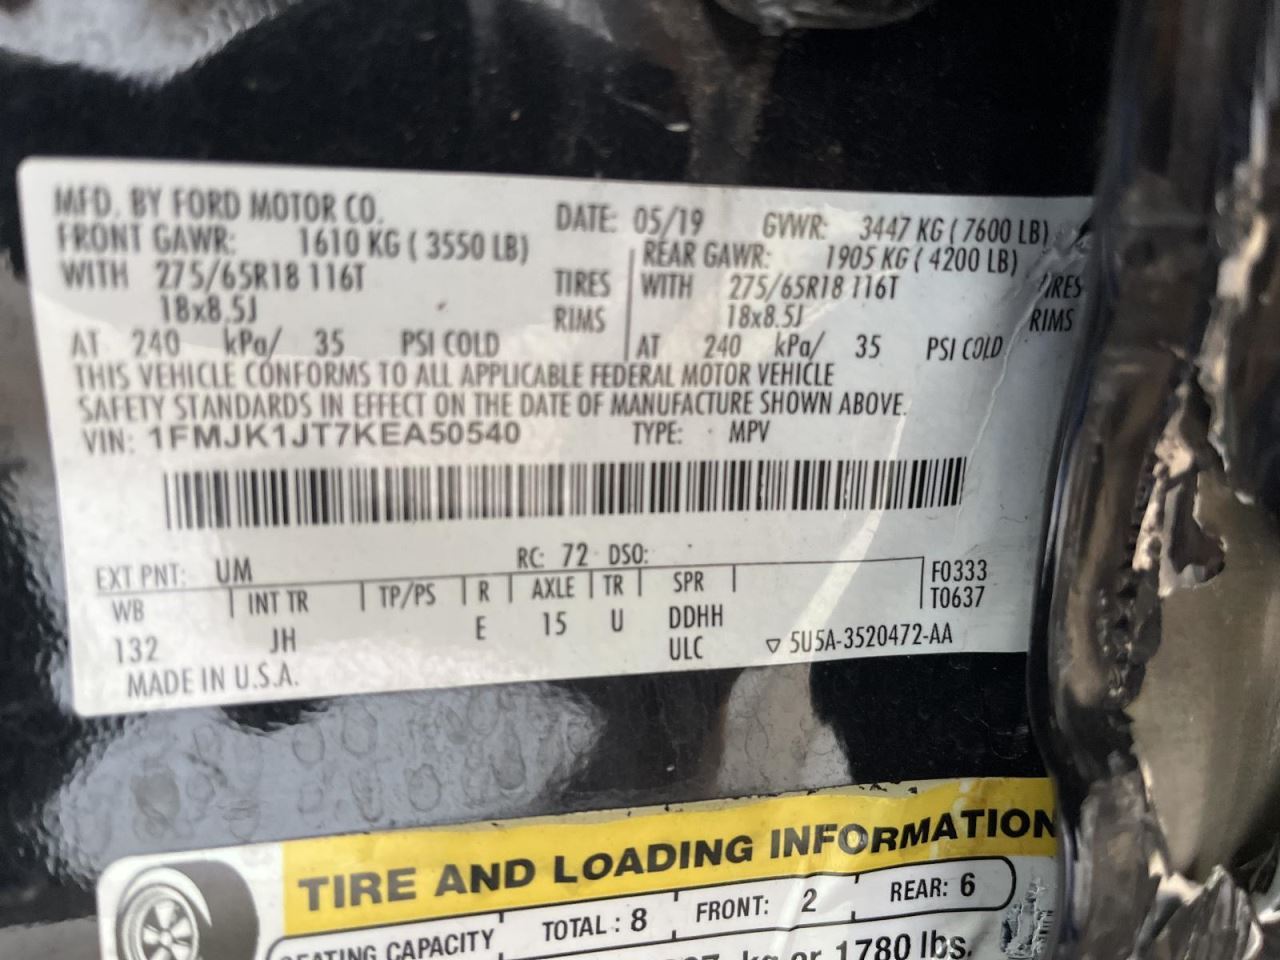 MFD. BY FORD MOTOR CO. DATE: 05/19 GVWR: 3447 KG ( 7600 LB)
FRONT GAWR: 1610 KG ( 3550 LB) REAR GAWR: 1905 KG ( 4200 LB)
WITH 275/65R18 116T TIRES WITH 275/65R18 116T TIRES
18x8.5J RIMS 18x8.5J RIMS
AT 240 kPa/ 35 PSI COLD AT 240 kPa/ 35 PSI COLD
THIS VEHICLE CONFORMS TO ALL APPLICABLE FEDERAL MOTOR VEHICLE
SAFETY STANDARDS IN EFFECT ON THE DATE OF MANUFACTURE SHOWN ABOVE.
VIN: 1FMJK1JT7KEA50540 TYPE: MPV
EXT PNT: UM RC: 72 DSO:
WB INT TR TP/PS R AXLE TR SPR F0333
T0637
132 JH E 15 U DDHH
ULC ▽ 5U5A-3520472-AA
MADE IN U.S.A.
TIRE AND LOADING INFORMATION
SEATING CAPACITY TOTAL : 8 FRONT: 2 REAR: 6
kg or 1780 lbs.